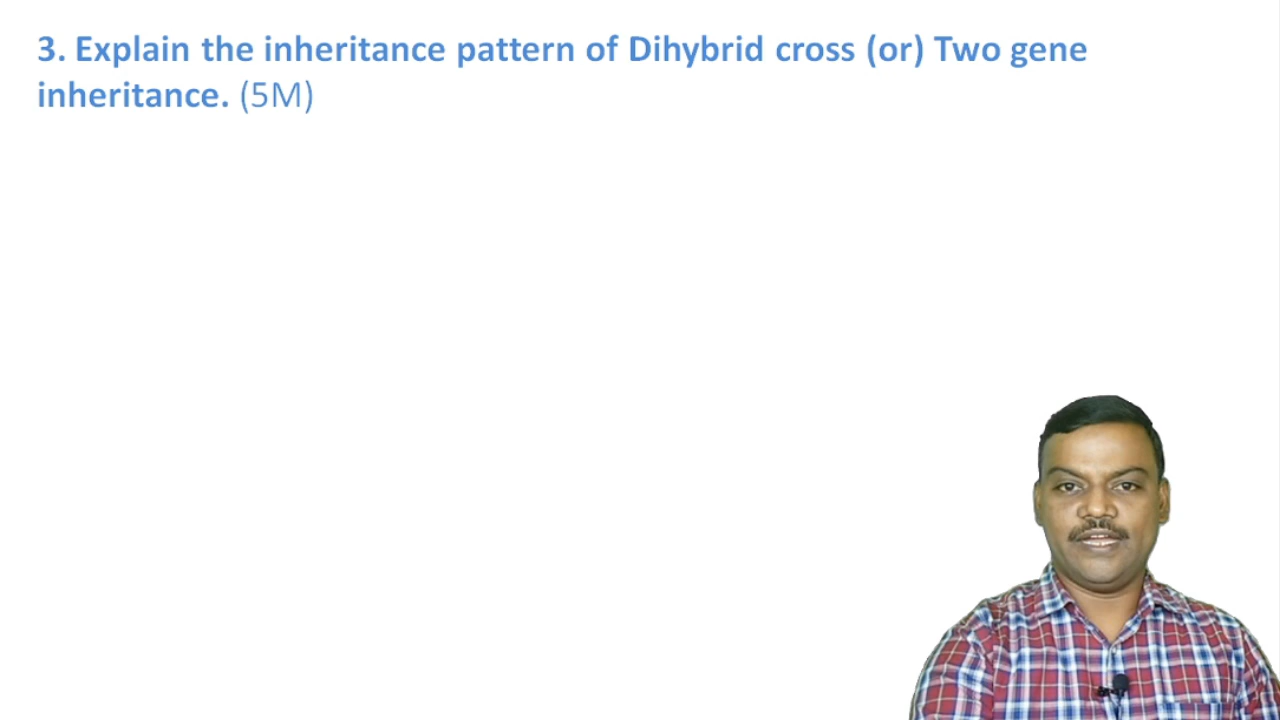 3. Explain the inheritance pattern of Dihybrid cross (or) Two gene
inheritance. (5M)